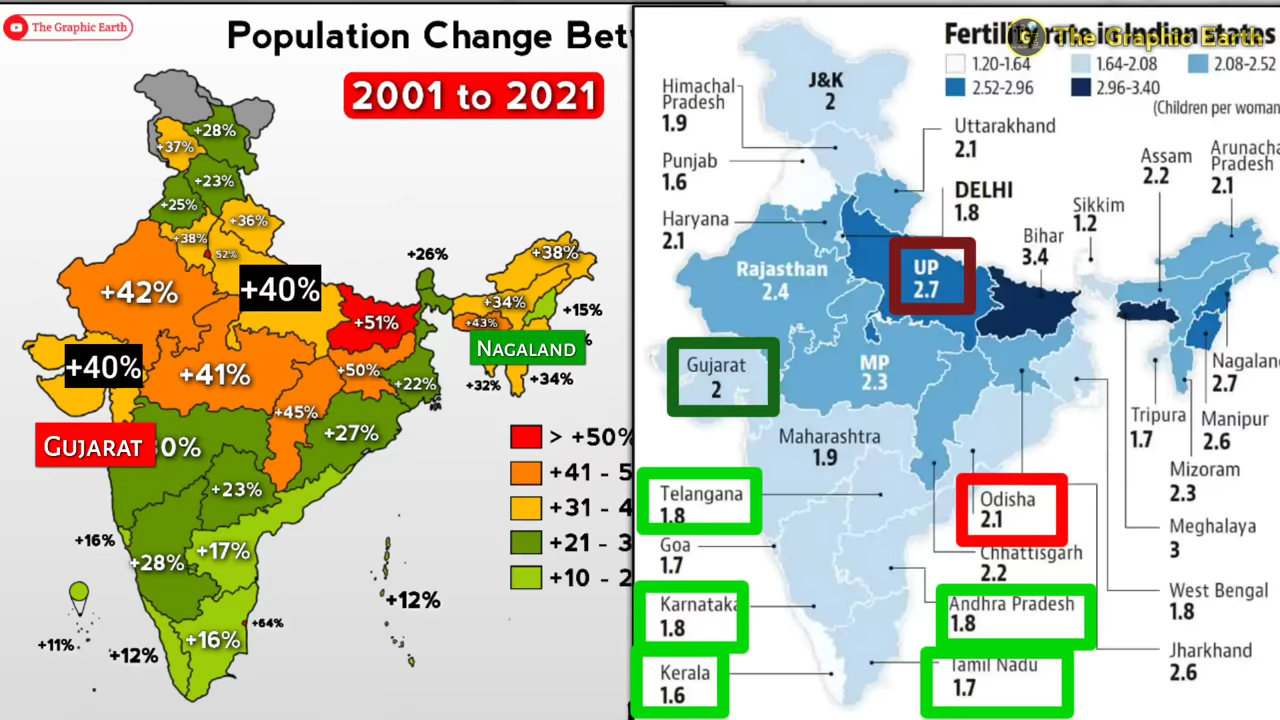 The Graphic Earth
Population Change Bet
2001 to 2021
+28%
+37%
+23%
+25%
+36%
+38%
52%
+42%
+40%
+51%
+26%
+38%
+34%
+15%
+43%
NAGALAND
+32%
+34%
+40%
+41%
+50%
+22%
+45%
GUJARAT
0%
+27%
+23%
+16%
+17%
+28%
+12%
+64%
+16%
+11%
+12%
> +50%
+41 - 5
+31 - 4
+21 - 3
+10 - 2
The Graphic Earth
1.20-1.64
1.64-2.08
2.08-2.52
2.52-2.96
2.96-3.40
(Children per woman
J&K
2
Himachal
Pradesh
1.9
Punjab
1.6
Haryana
2.1
Uttarakhand
2.1
DELHI
1.8
Sikkim
1.2
Assam
2.2
Arunacha
Pradesh
2.1
Bihar
3.4
UP
2.7
Rajasthan
2.4
Gujarat
2
MP
2.3
Maharashtra
1.9
Telangana
1.8
Goa
1.7
Karnataka
1.8
Kerala
1.6
Odisha
2.1
Chhattisgarh
2.2
Andhra Pradesh
1.8
Tamil Nadu
1.7
Nagalan
2.7
Tripura
1.7
Manipur
2.6
Mizoram
2.3
Meghalaya
3
West Bengal
1.8
Jharkhand
2.6